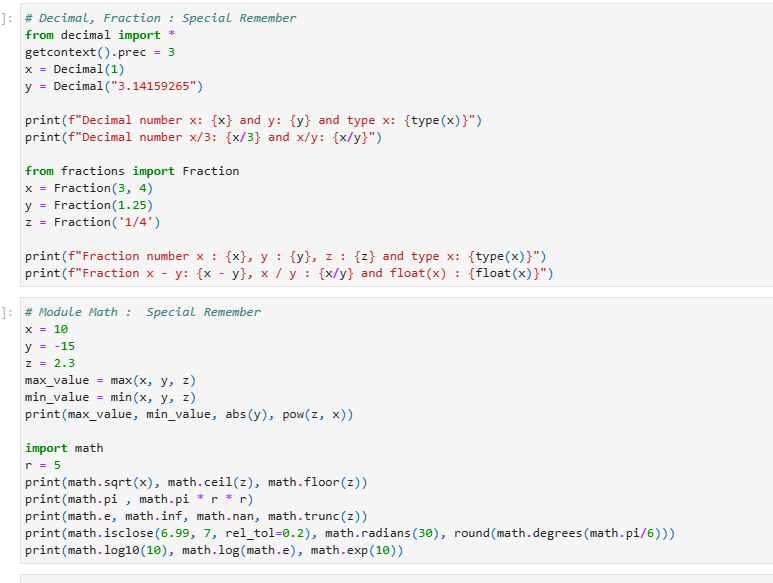 ]: # Decimal, Fraction : Special Remember
from decimal import *
getcontext().prec = 3
x = Decimal(1)
y = Decimal("3.14159265")

print(f"Decimal number x: {x} and y: {y} and type x: {type(x)}")
print(f"Decimal number x/3: {x/3} and x/y: {x/y}")

from fractions import Fraction
x = Fraction(3, 4)
y = Fraction(1.25)
z = Fraction('1/4')

print(f"Fraction number x : {x}, y : {y}, z : {z} and type x: {type(x)}")
print(f"Fraction x - y: {x - y}, x / y : {x/y} and float(x) : {float(x)}")

]: # Module Math :  Special Remember
x = 10
y = -15
z = 2.3
max_value = max(x, y, z)
min_value = min(x, y, z)
print(max_value, min_value, abs(y), pow(z, x))

import math
r = 5
print(math.sqrt(x), math.ceil(z), math.floor(z))
print(math.pi , math.pi * r * r)
print(math.e, math.inf, math.nan, math.trunc(z))
print(math.isclose(6.99, 7, rel_tol=0.2), math.radians(30), round(math.degrees(math.pi/6)))
print(math.log10(10), math.log(math.e), math.exp(10))